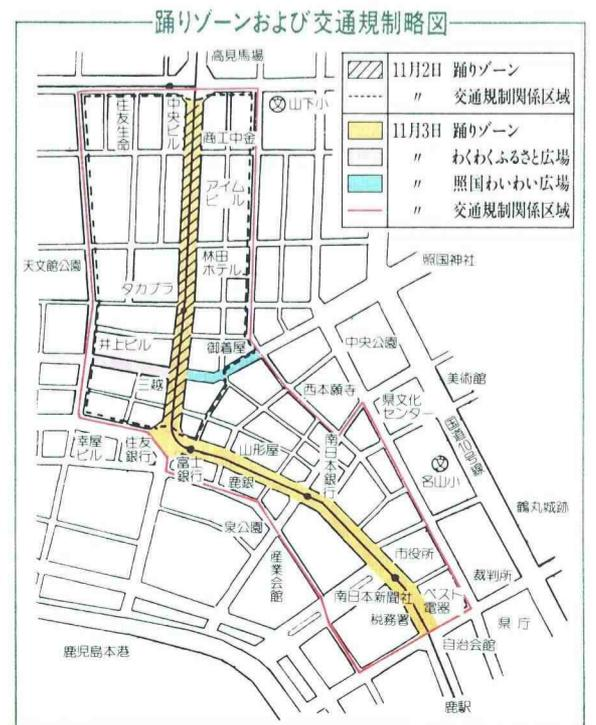 踊りゾーンおよび交通規制略図
高見馬場
11月2日 踊りゾーン
〃 交通規制関係区域
11月3日 踊りゾーン
〃 わくわくふるさと広場
〃 照国わいわい広場
〃 交通規制関係区域
住友
生命
中央
ビル
山下小
商工中金
アイム
ビル
天文館公園
林田
ホテル
タカプラ
照国神社
井上ビル
御着屋
中央公園
三越
西本願寺
美術館
県文化
センター
国道10号線
幸屋
ビル
住友
銀行
富士
銀行
山形屋
鹿銀
南日本銀行
名山小
鶴丸城跡
泉公園
産業会館
市役所
裁判所
南日本新聞社
ベスト
電器
税務署
県庁
自治会館
鹿児島本港
鹿駅